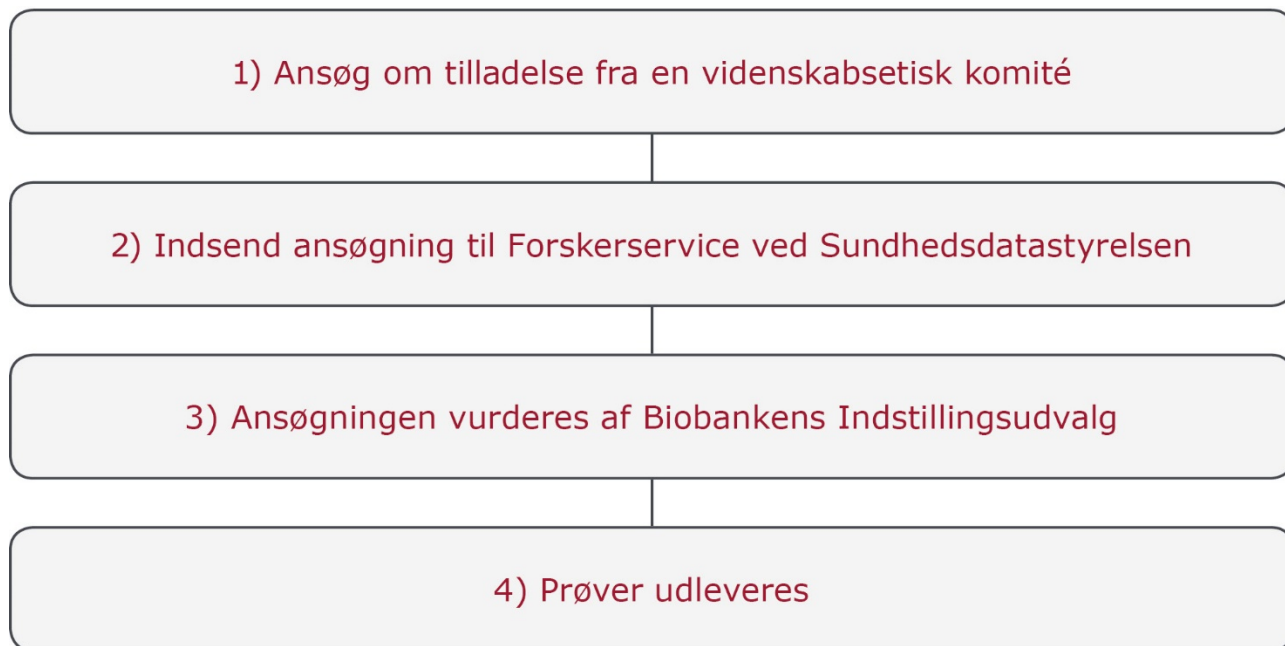 1) Ansøg om tilladelse fra en videnskabsetisk komité
2) Indsend ansøgning til Forskerservice ved Sundhedsdatastyrelsen
3) Ansøgningen vurderes af Biobankens Indstillingsudvalg
4) Prøver udleveres